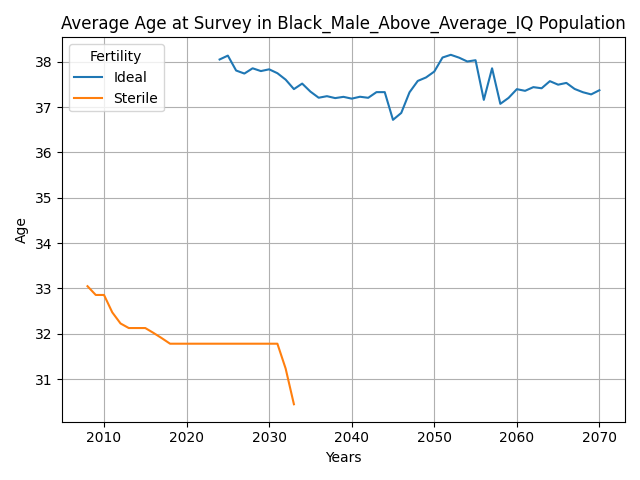 Average Age at Survey in Black_Male_Above_Average_IQ Population
Fertility
Ideal
Sterile
38
37
36
35
34
33
32
31
Age
2010 2020 2030 2040 2050 2060 2070
Years